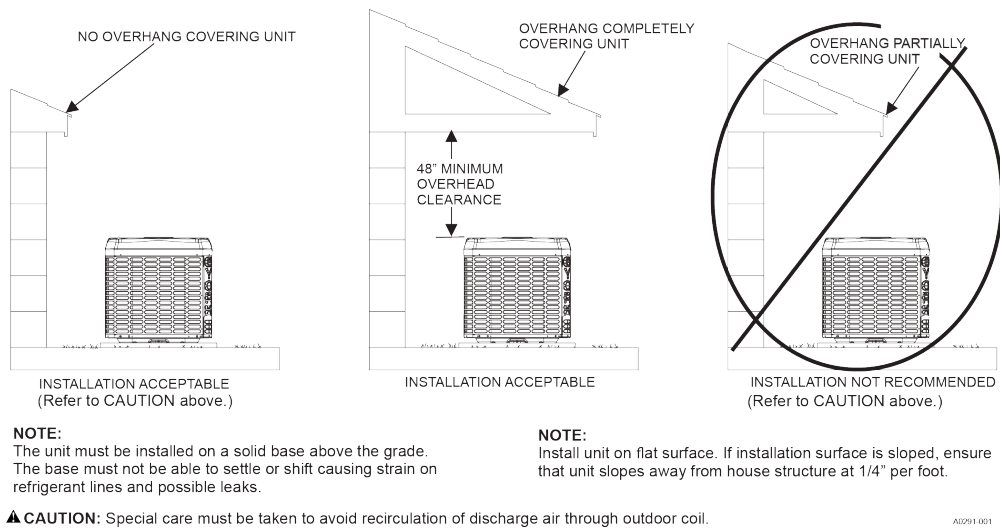 NO OVERHANG COVERING UNIT
OVERHANG COMPLETELY
COVERING UNIT
OVERHANG PARTIALLY
COVERING UNIT
48” MINIMUM
OVERHEAD
CLEARANCE
INSTALLATION ACCEPTABLE
(Refer to CAUTION above.)
INSTALLATION ACCEPTABLE
INSTALLATION NOT RECOMMENDED
(Refer to CAUTION above.)
NOTE:
The unit must be installed on a solid base above the grade.
The base must not be able to settle or shift causing strain on
refrigerant lines and possible leaks.
NOTE:
Install unit on flat surface. If installation surface is sloped, ensure
that unit slopes away from house structure at 1/4” per foot.
CAUTION: Special care must be taken to avoid recirculation of discharge air through outdoor coil.
A0291-001